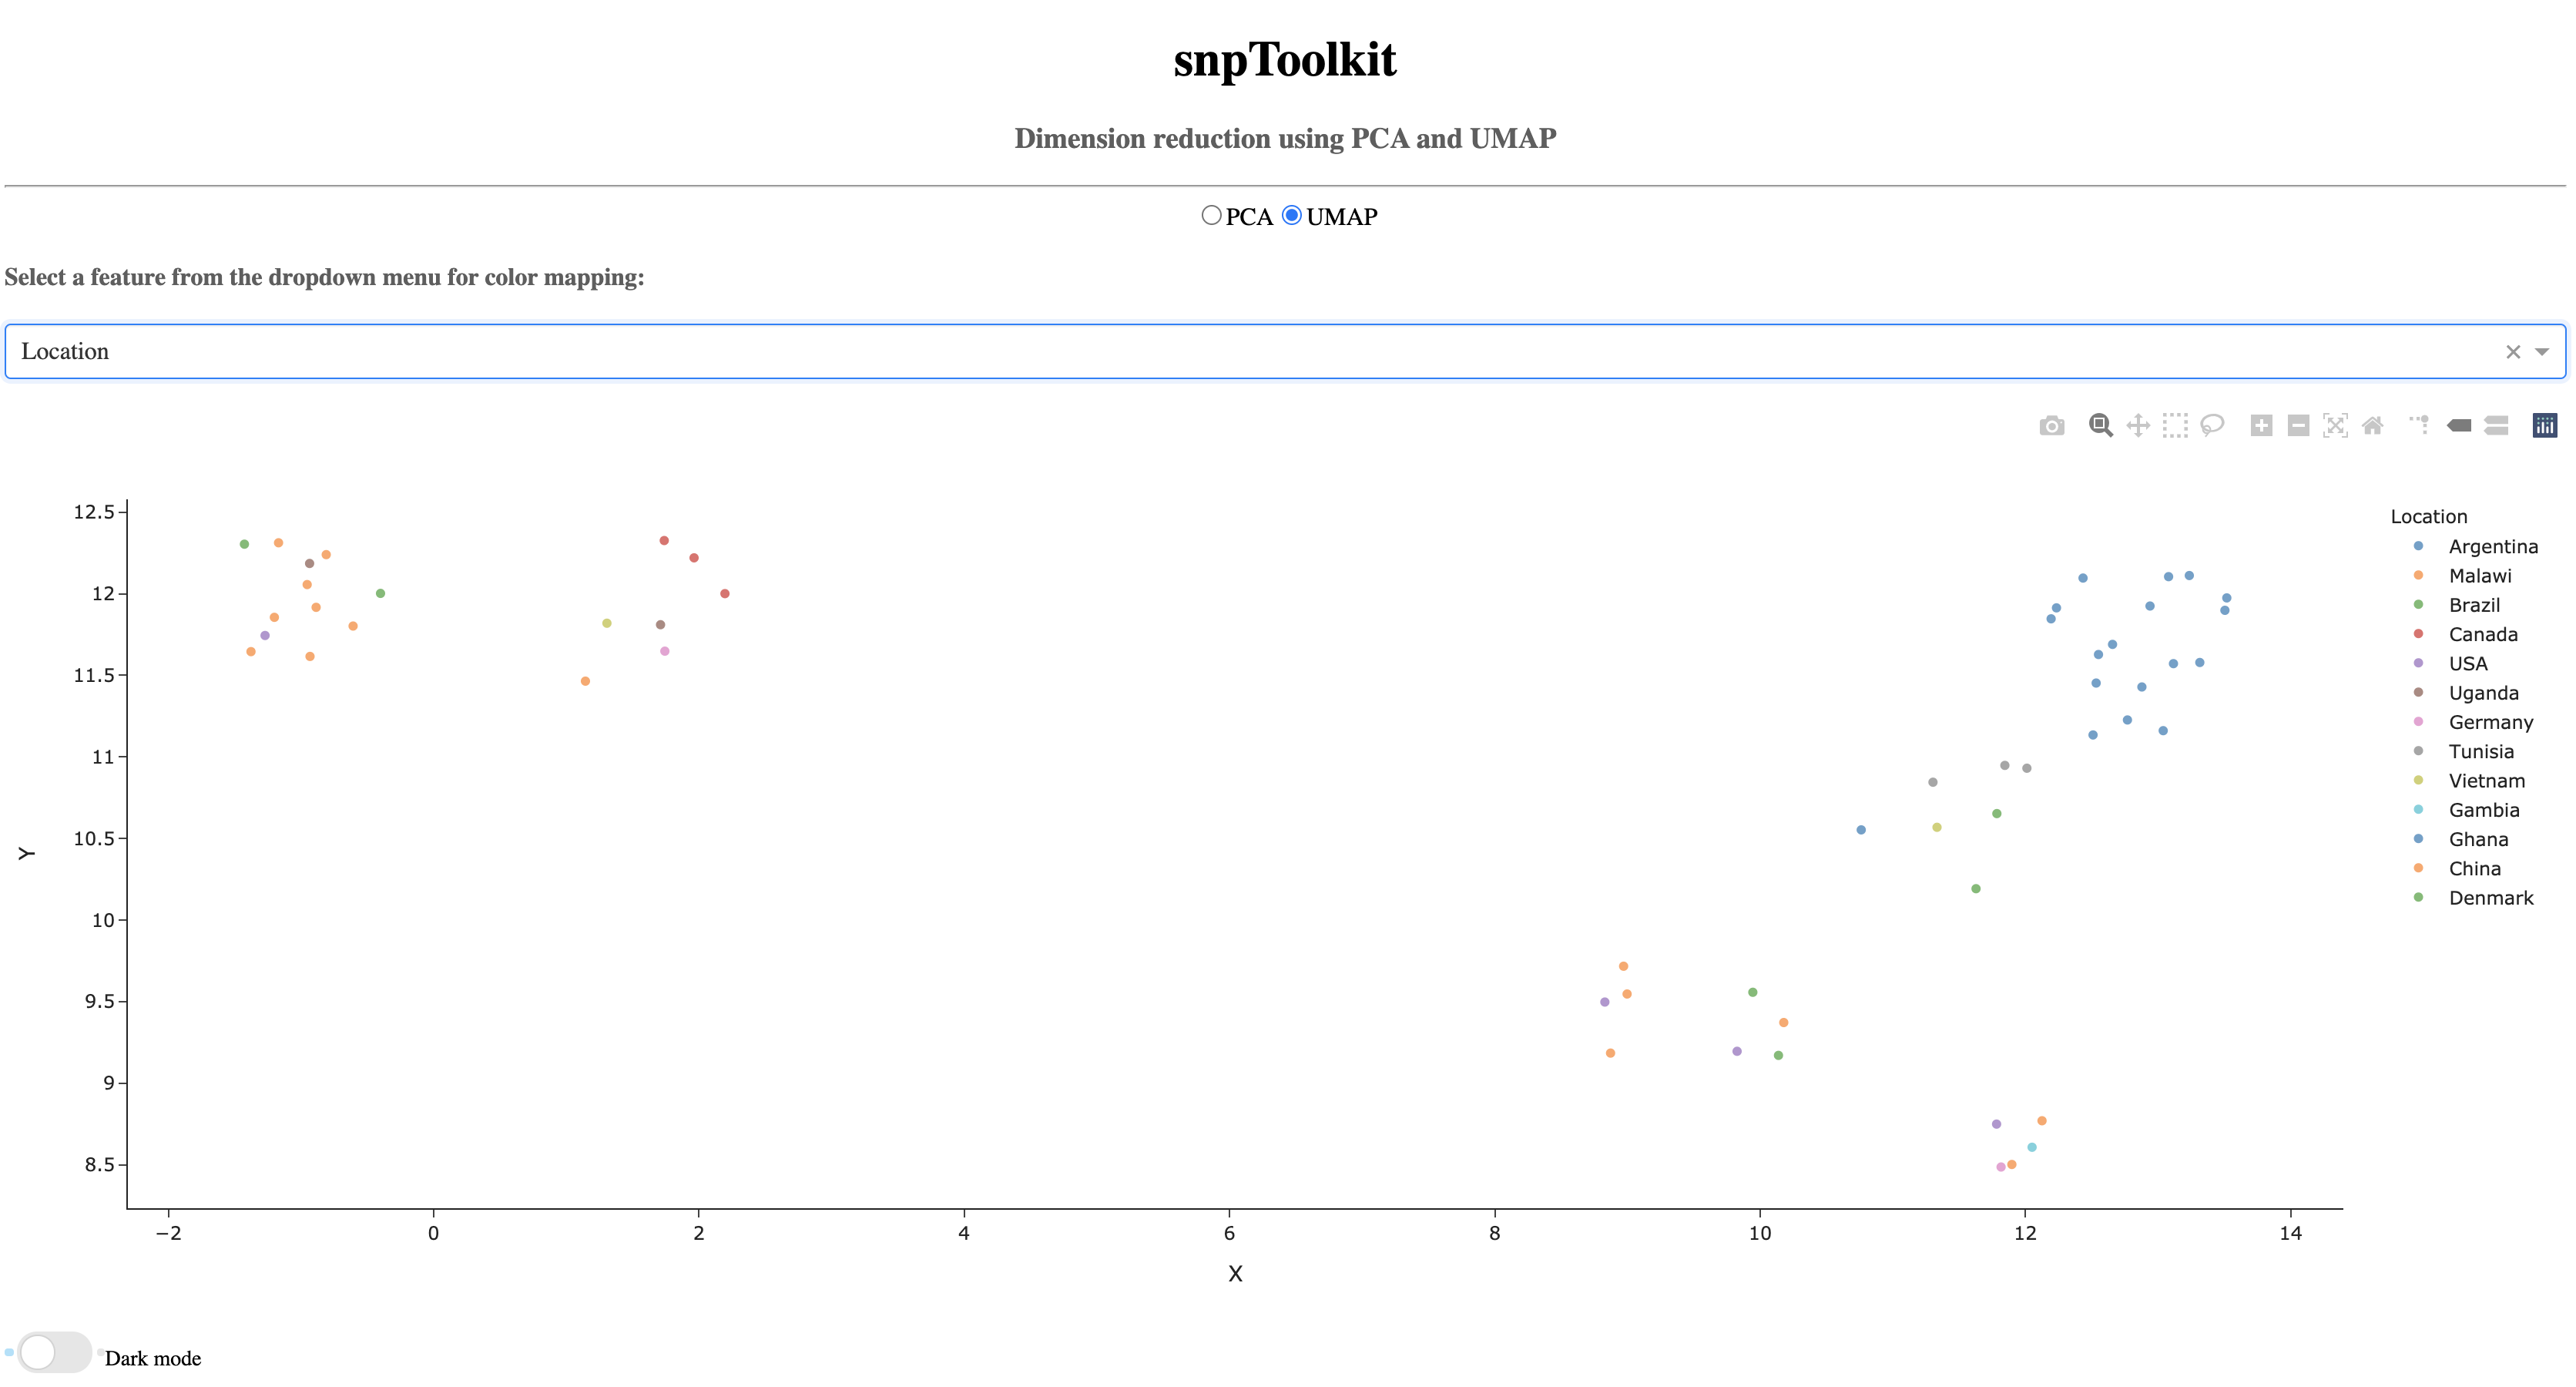 snpToolkit
Dimension reduction using PCA and UMAP
PCA UMAP
Select a feature from the dropdown menu for color mapping:
Location
12.5
12
11.5
11
10.5
10
9.5
9
8.5
Y
−2 0 2 4 6 8 10 12 14
X
Location
Argentina
Malawi
Brazil
Canada
USA
Uganda
Germany
Tunisia
Vietnam
Gambia
Ghana
China
Denmark
Dark mode